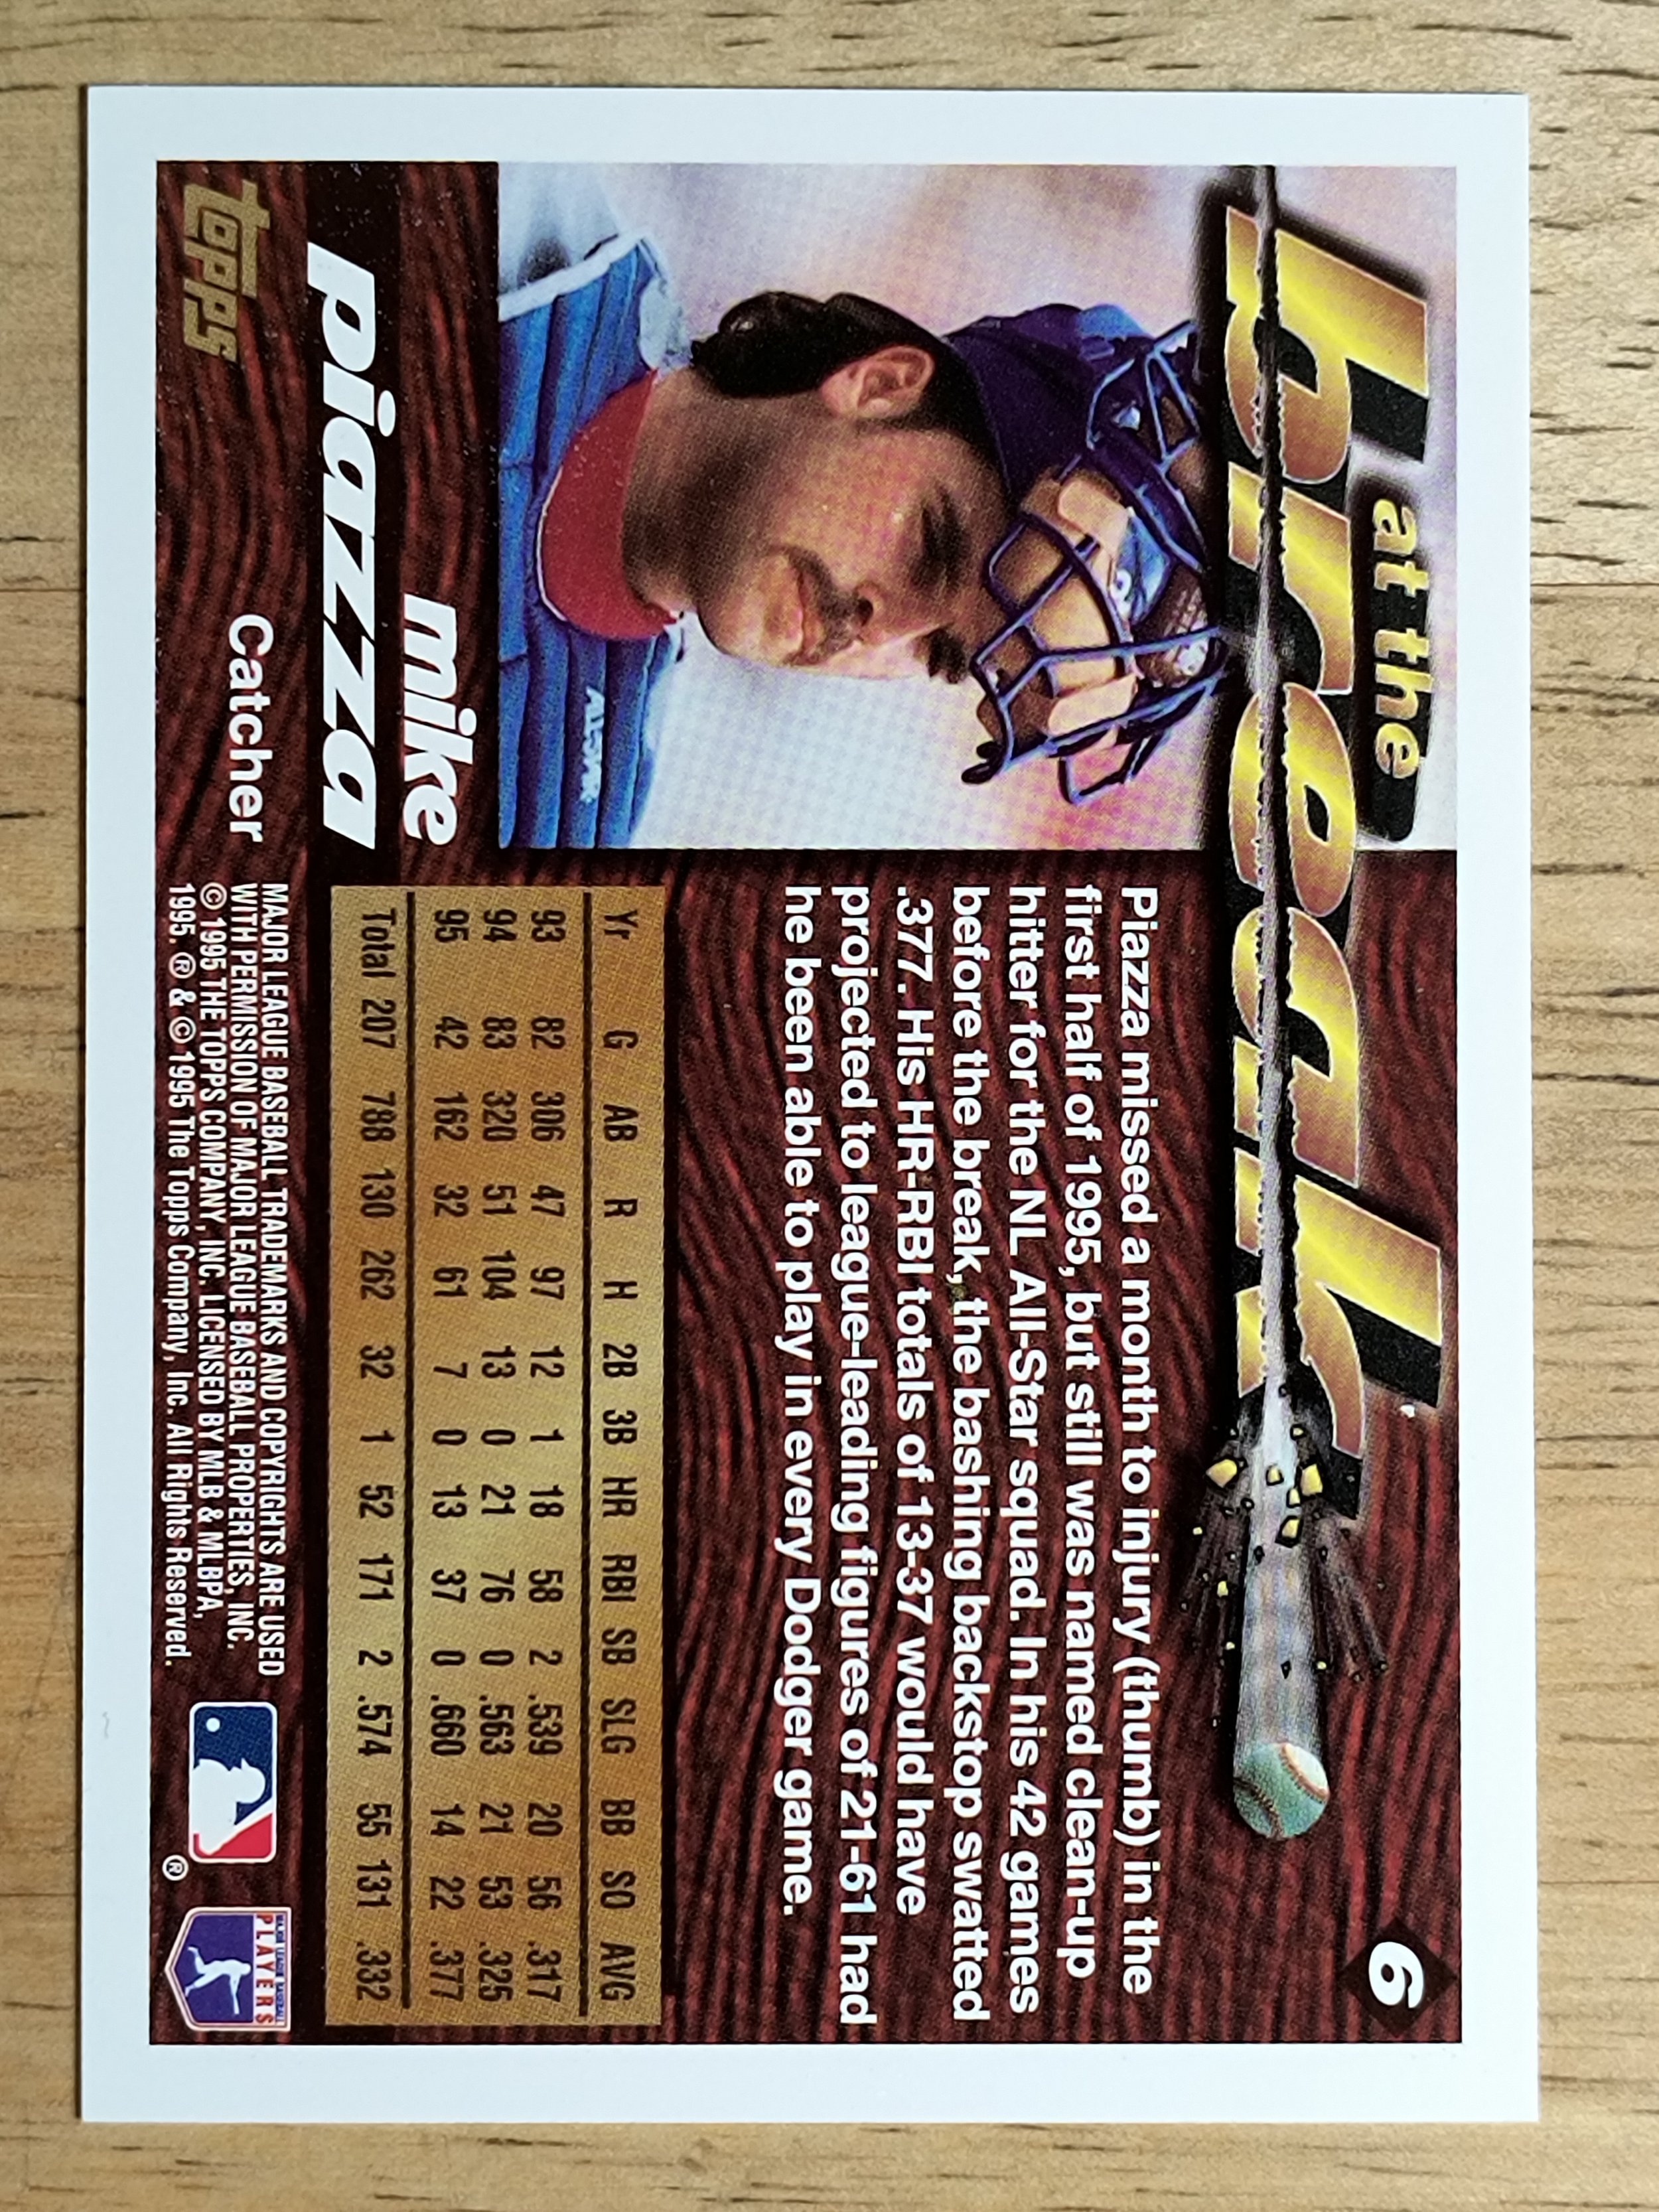 at the
break
6
Piazza missed a month to injury (thumb) in the
first half of 1995, but still was named clean-up
hitter for the NL All-Star squad. In his 42 games
before the break, the bashing backstop swatted
.377. His HR-RBI totals of 13-37 would have
projected to league-leading figures of 21-61 had
he been able to play in every Dodger game.
ALL-STAR
mike
piazza
Catcher
topps
Yr G AB R H 2B 3B HR RBI SB SLG BB SO AVG
93 82 306 47 97 12 1 18 58 2 .539 20 56 .317
94 83 320 51 104 13 0 21 76 0 .563 21 53 .325
95 42 162 32 61 7 0 13 37 0 .660 14 22 .377
Total 207 788 130 262 32 1 52 171 2 .574 55 131 .332
MAJOR LEAGUE BASEBALL TRADEMARKS AND COPYRIGHTS ARE USED
WITH PERMISSION OF MAJOR LEAGUE BASEBALL PROPERTIES, INC.
© 1995 THE TOPPS COMPANY, INC. LICENSED BY MLB & MLBPA,
1995. ® & © 1995 The Topps Company, Inc. All Rights Reserved.
®
MAJOR LEAGUE BASEBALL
PLAYERS